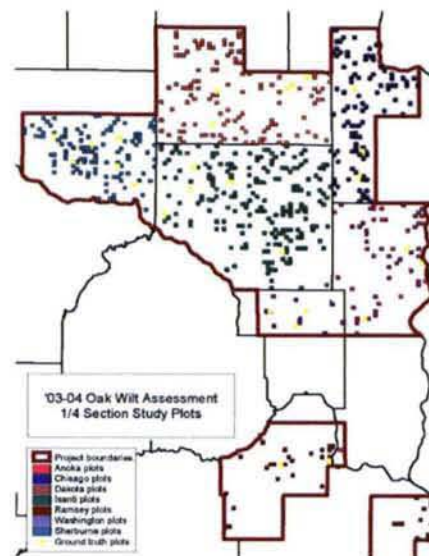 '03-04 Oak Wilt Assessment
1/4 Section Study Plots
Project boundaries
Anoka plots
Chisago plots
Dakota plots
Isanti plots
Ramsey plots
Washington plots
Sherburne plots
Ground truth plots